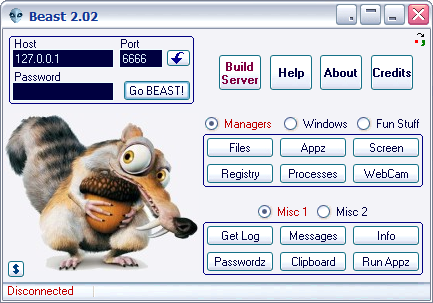 Beast 2.02
Host
Port
127.0.0.1
6666
Password
Go BEAST!
Build Server
Help
About
Credits
Managers
Windows
Fun Stuff
Files
Appz
Screen
Registry
Processes
WebCam
Misc 1
Misc 2
Get Log
Messages
Info
Passwordz
Clipboard
Run Appz
$
Disconnected